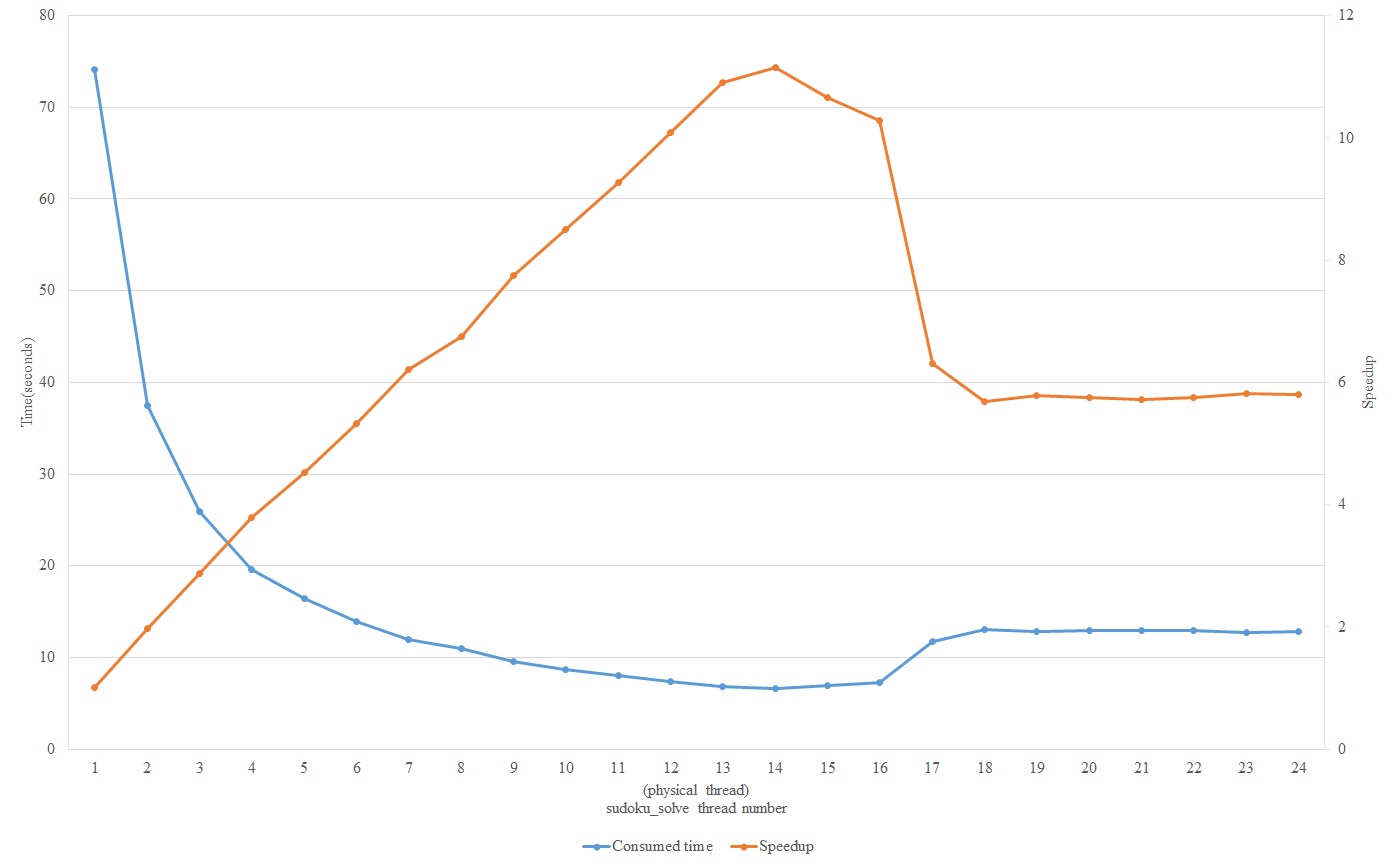 80
70
60
50
40
30
20
10
0
Time(seconds)
12
10
8
6
4
2
0
Speedup
1 2 3 4 5 6 7 8 9 10 11 12 13 14 15 16 17 18 19 20 21 22 23 24
(physical thread)
sudoku_solve thread number
Consumed time Speedup